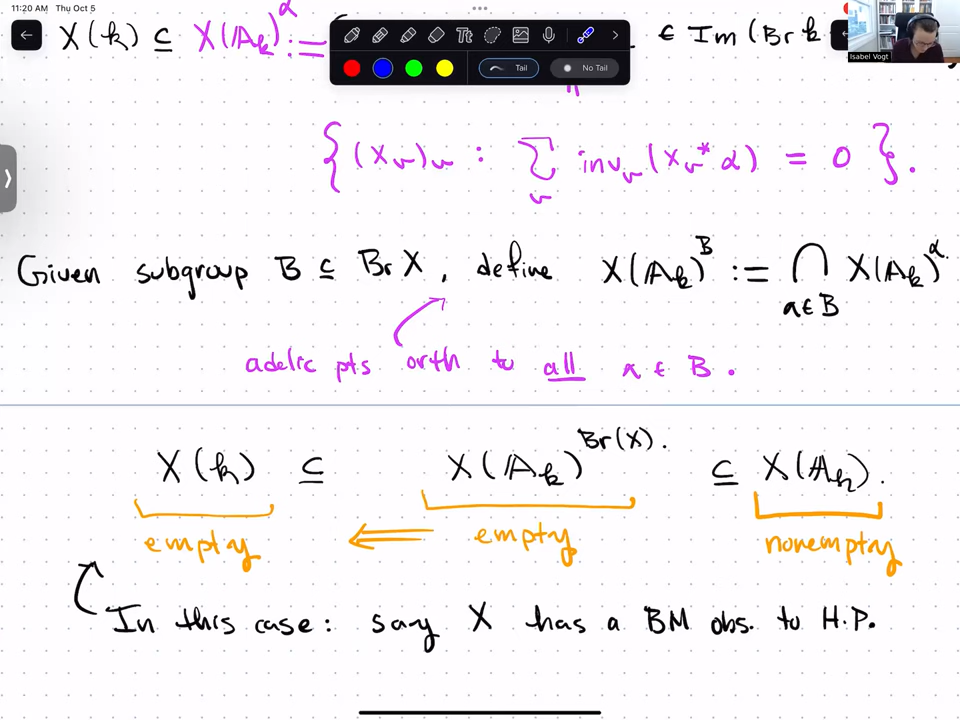 11:20 AM Thu Oct 5
X(k) ⊆ X(𝔸_k)^α := ∈ Im(Br k
Tt
Tail No Tail
Isabel Vogt
{(x_v)_v : Σ_v inv_v(x_v^* α) = 0}.
Given subgroup B ⊆ Br X, define X(𝔸_k)^B := ⋂_{α∈B} X(𝔸_k)^α.
adelic pts orth to all α ∈ B.
X(k) ⊆ X(𝔸_k)^{Br(X)}. ⊆ X(𝔸_k).
empty ⇐ empty nonempty
In this case: say X has a BM obs. to H.P.